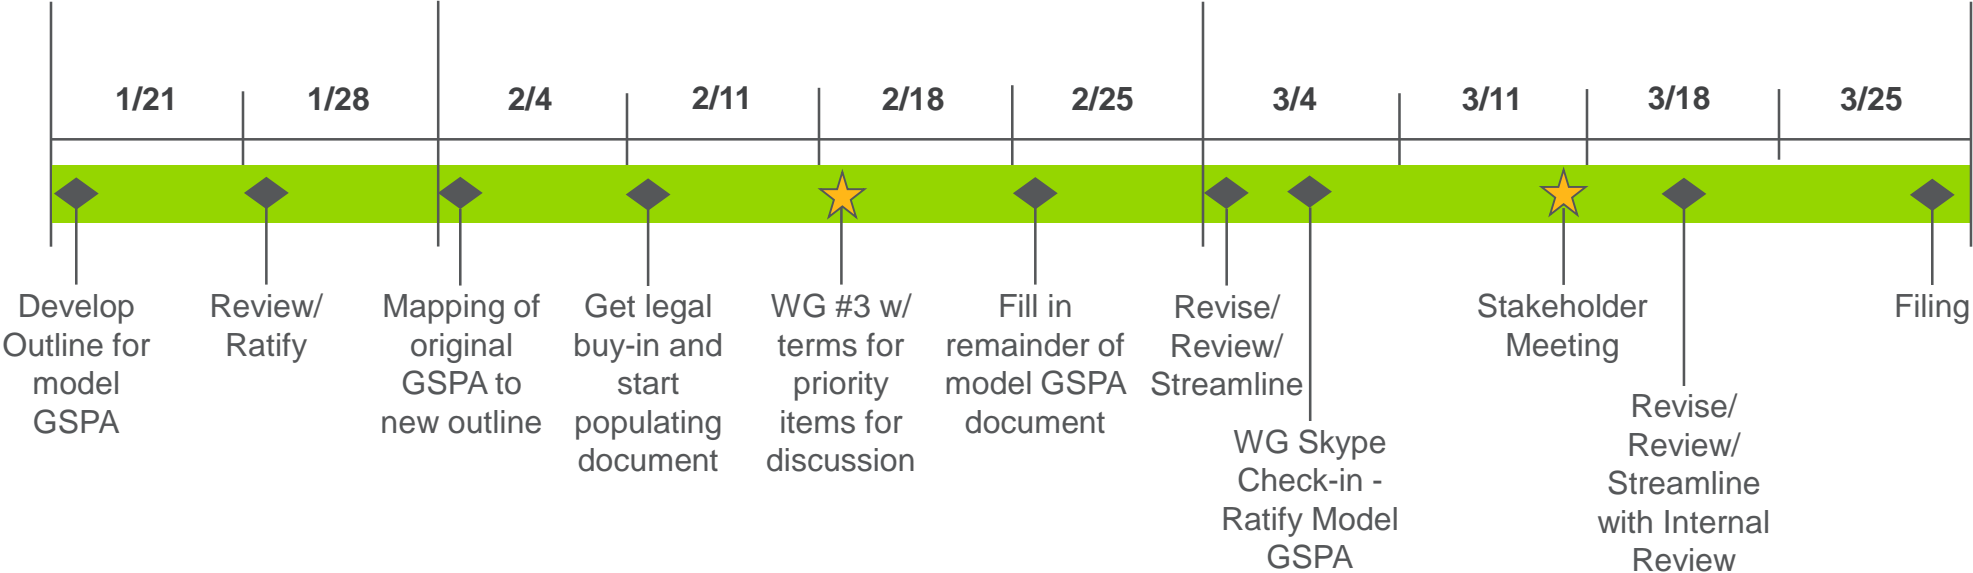 1/21
1/28
2/4
2/11
2/18
2/25
3/4
3/11
3/18
3/25
Develop
Outline for
model
GSPA
Review/
Ratify
Mapping of
original
GSPA to
new outline
Get legal
buy-in and
start
populating
document
WG #3 w/
terms for
priority
items for
discussion
Fill in
remainder of
model GSPA
document
Revise/
Review/
Streamline
WG Skype
Check-in -
Ratify Model
GSPA
Stakeholder
Meeting
Revise/
Review/
Streamline
with Internal
Review
Filing